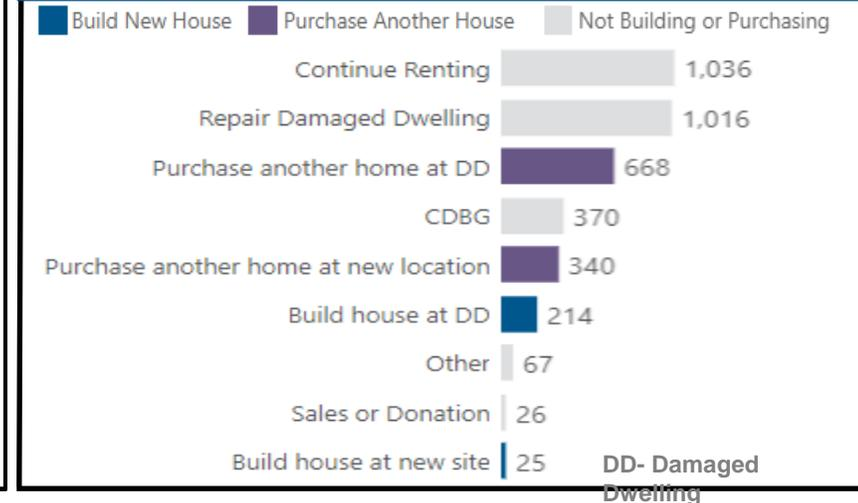 Build New House Purchase Another House Not Building or Purchasing
Continue Renting 1,036
Repair Damaged Dwelling 1,016
Purchase another home at DD 668
CDBG 370
Purchase another home at new location 340
Build house at DD 214
Other 67
Sales or Donation 26
Build house at new site 25
DD- Damaged
Dwelling